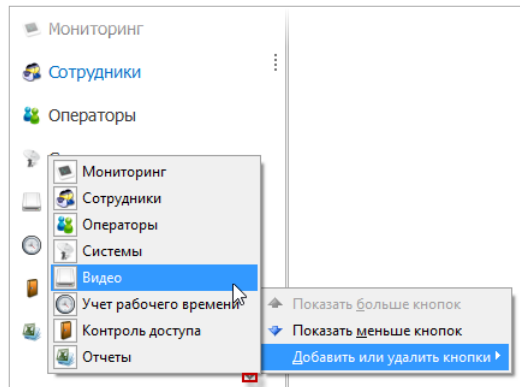 Мониторинг
Сотрудники
Операторы
Мониторинг
Сотрудники
Операторы
Системы
Видео
Учет рабочего времени
Контроль доступа
Отчеты
Показать больше кнопок
Показать меньше кнопок
Добавить или удалить кнопки